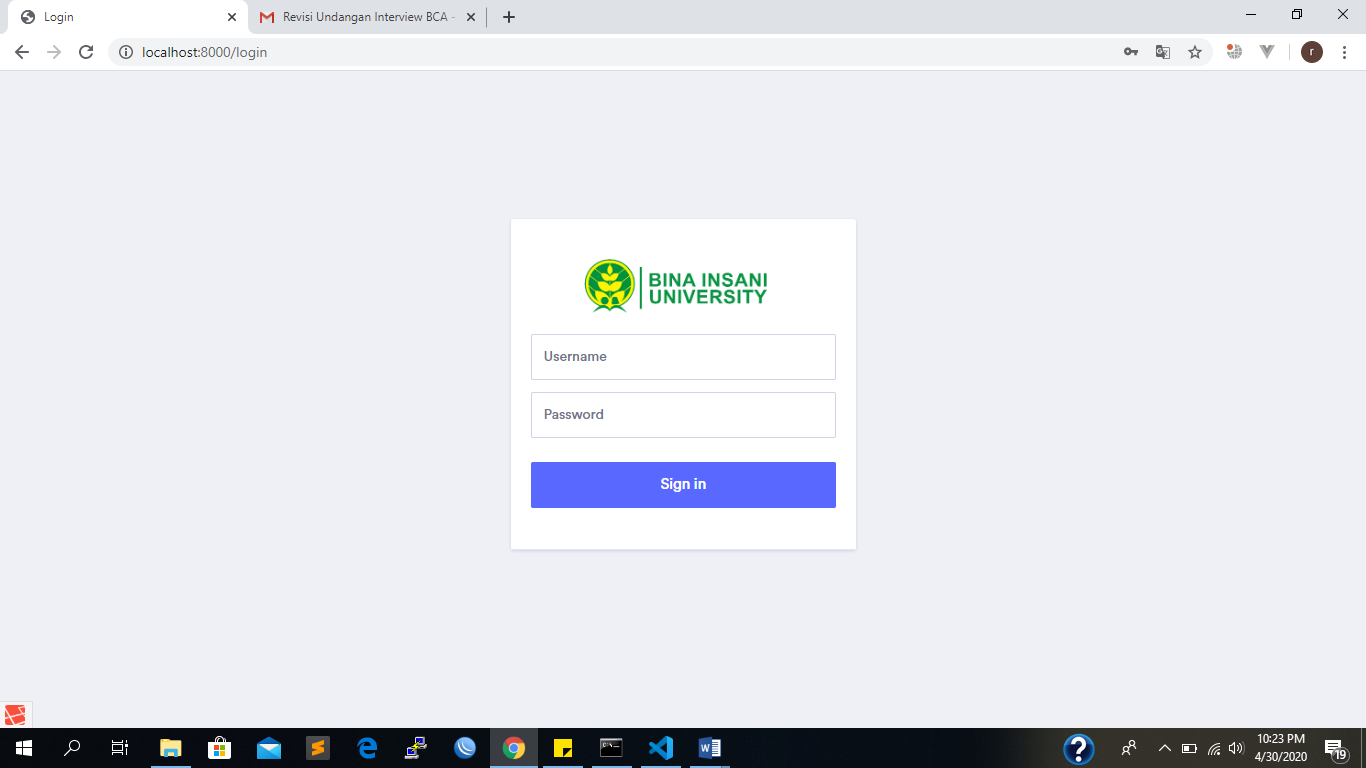 Login
Revisi Undangan Interview BCA -
localhost:8000/login
r
BINA INSANI
UNIVERSITY
Username
Password
Sign in
10:23 PM
4/30/2020
19